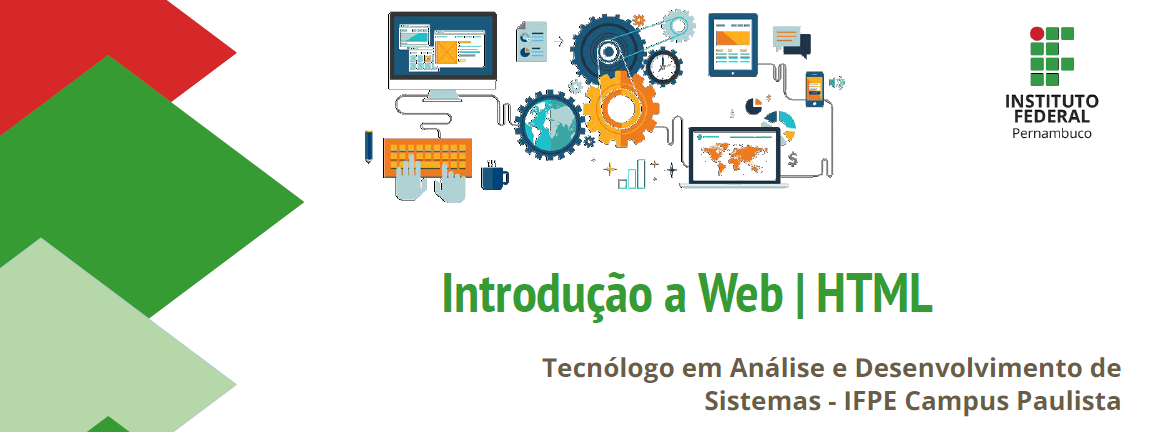 INSTITUTO
FEDERAL
Pernambuco
Introdução a Web | HTML
Tecnólogo em Análise e Desenvolvimento de
Sistemas - IFPE Campus Paulista